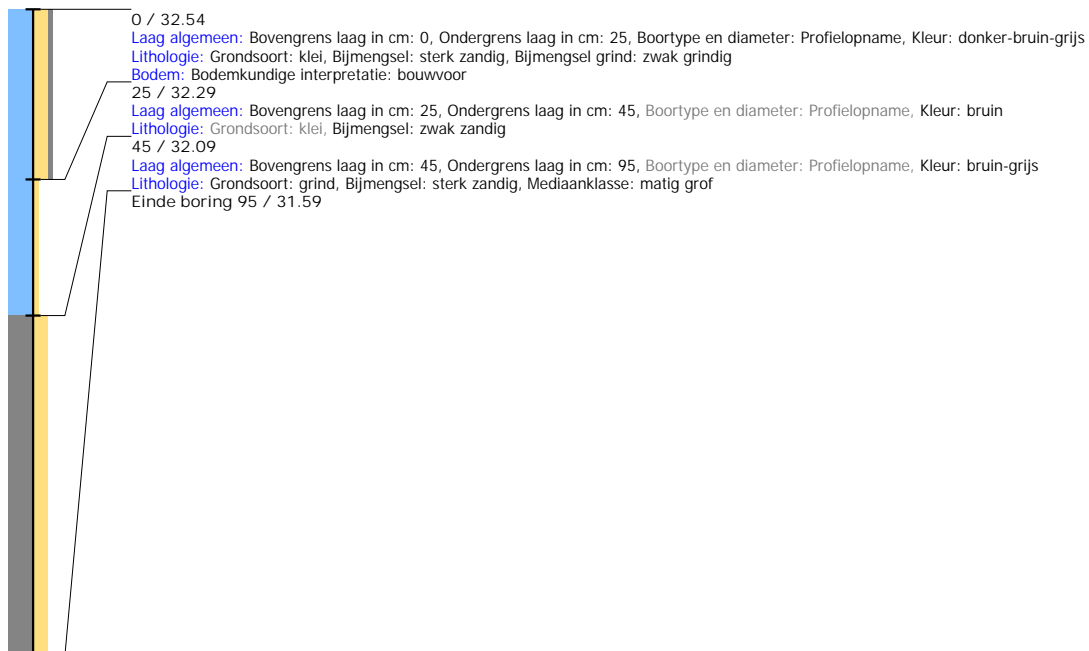 0 / 32.54
Laag algemeen: Bovengrens laag in cm: 0, Ondergrens laag in cm: 25, Boortype en diameter: Profielopname, Kleur: donker-bruin-grijs
Lithologie: Grondsoort: klei, Bijmengsel: sterk zandig, Bijmengsel grind: zwak grindig
Bodem: Bodemkundige interpretatie: bouwvoor
25 / 32.29
Laag algemeen: Bovengrens laag in cm: 25, Ondergrens laag in cm: 45, Boortype en diameter: Profielopname, Kleur: bruin
Lithologie: Grondsoort: klei, Bijmengsel: zwak zandig
45 / 32.09
Laag algemeen: Bovengrens laag in cm: 45, Ondergrens laag in cm: 95, Boortype en diameter: Profielopname, Kleur: bruin-grijs
Lithologie: Grondsoort: grind, Bijmengsel: sterk zandig, Mediaanklasse: matig grof
Einde boring 95 / 31.59